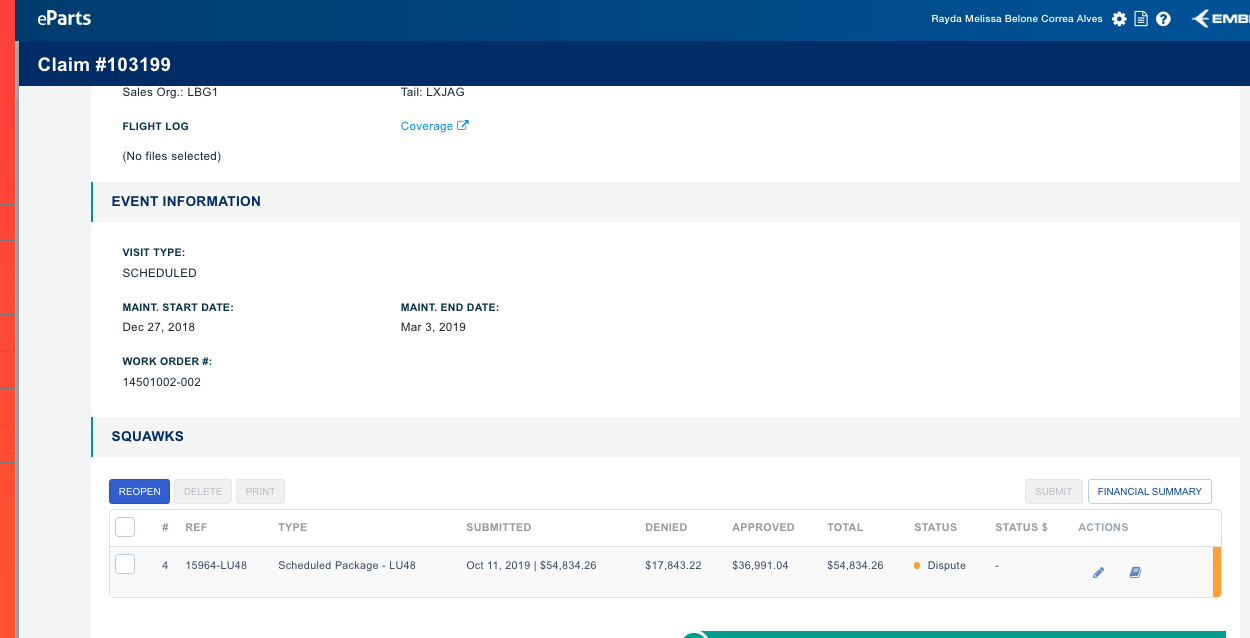 eParts
Rayda Melissa Belone Correa Alves
Claim #103199
Sales Org.: LBG1 Tail: LXJAG
FLIGHT LOG Coverage
(No files selected)
EVENT INFORMATION
VISIT TYPE:
SCHEDULED
MAINT. START DATE: MAINT. END DATE:
Dec 27, 2018 Mar 3, 2019
WORK ORDER #:
14501002-002
SQUAWKS
REOPEN DELETE PRINT SUBMIT FINANCIAL SUMMARY
# REF TYPE SUBMITTED DENIED APPROVED TOTAL STATUS STATUS $ ACTIONS
4 15964-LU48 Scheduled Package - LU48 Oct 11, 2019 | $54,834.26 $17,843.22 $36,991.04 $54,834.26 Dispute -